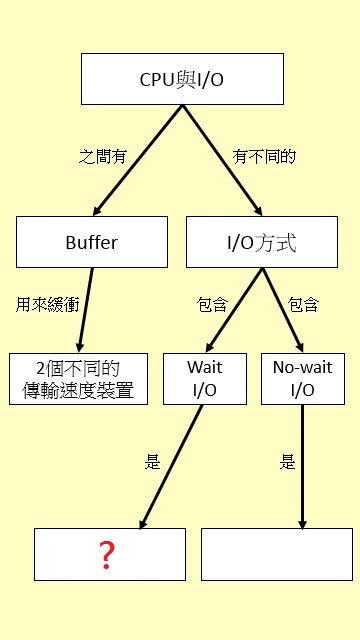 CPU與I/O
之間有
有不同的
Buffer
I/O方式
用來緩衝
包含
包含
2個不同的
傳輸速度裝置
Wait
I/O
No-wait
I/O
是
是
?